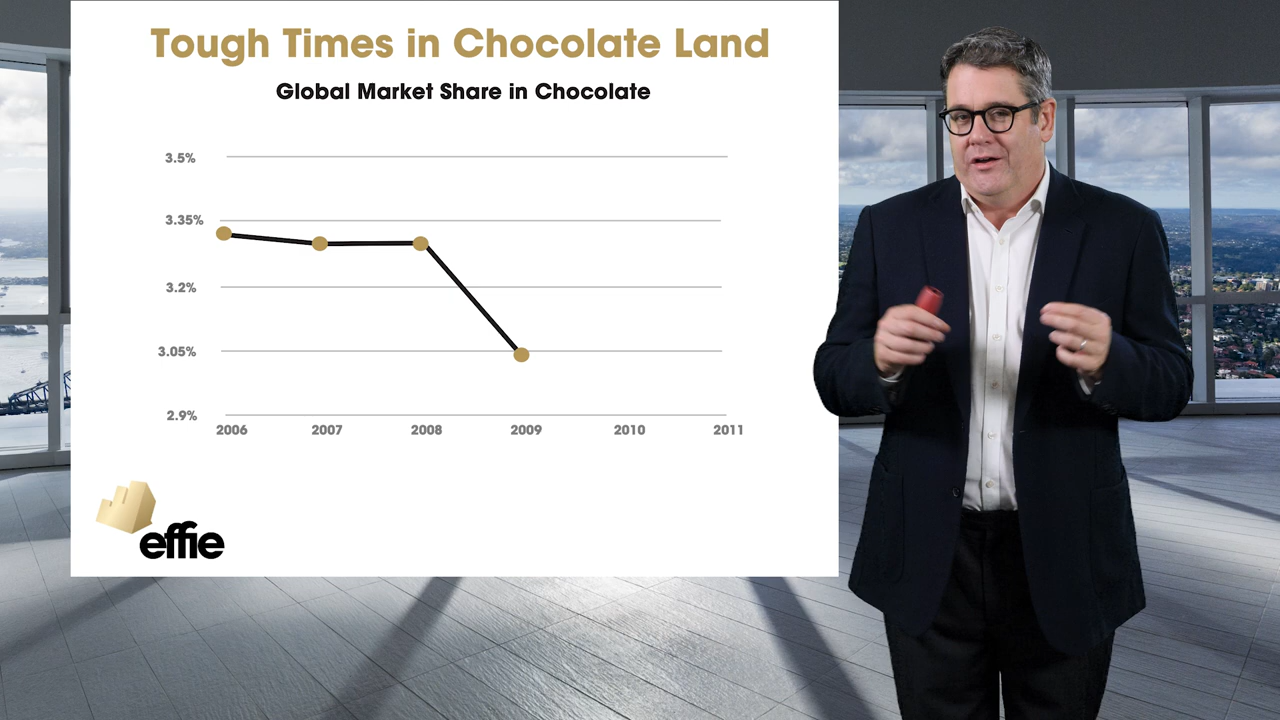 Tough Times in Chocolate Land
Global Market Share in Chocolate
3.5%
3.35%
3.2%
3.05%
2.9%
2006 2007 2008 2009 2010 2011
effie